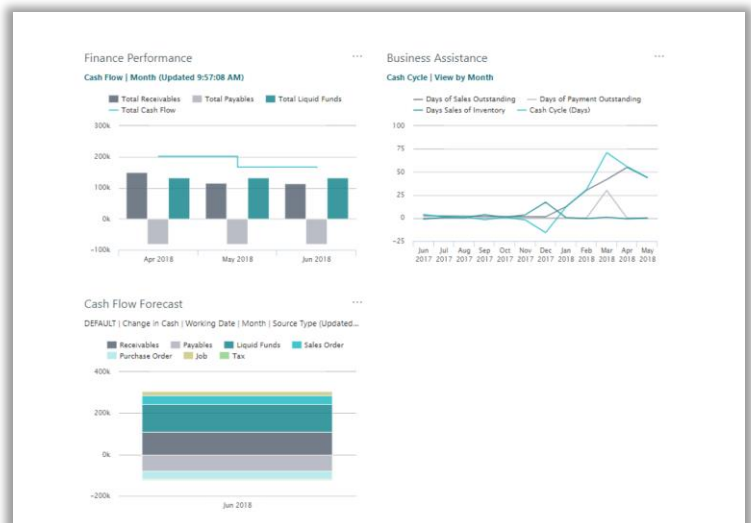 Finance Performance
...
Cash Flow | Month (Updated 9:57:08 AM)
Total Receivables Total Payables Total Liquid Funds
Total Cash Flow
300k
200k
100k
0k
-100k
Apr 2018 May 2018 Jun 2018
Business Assistance
...
Cash Cycle | View by Month
Days of Sales Outstanding Days of Payment Outstanding
Days Sales of Inventory Cash Cycle (Days)
100
75
50
25
0
-25
Jun Jul Aug Sep Oct Nov Dec Jan Feb Mar Apr May
2017 2017 2017 2017 2017 2017 2017 2018 2018 2018 2018 2018
Cash Flow Forecast
...
DEFAULT | Change in Cash | Working Date | Month | Source Type (Updated...
Receivables Payables Liquid Funds Sales Order
Purchase Order Job Tax
400k
200k
0k
-200k
Jun 2018